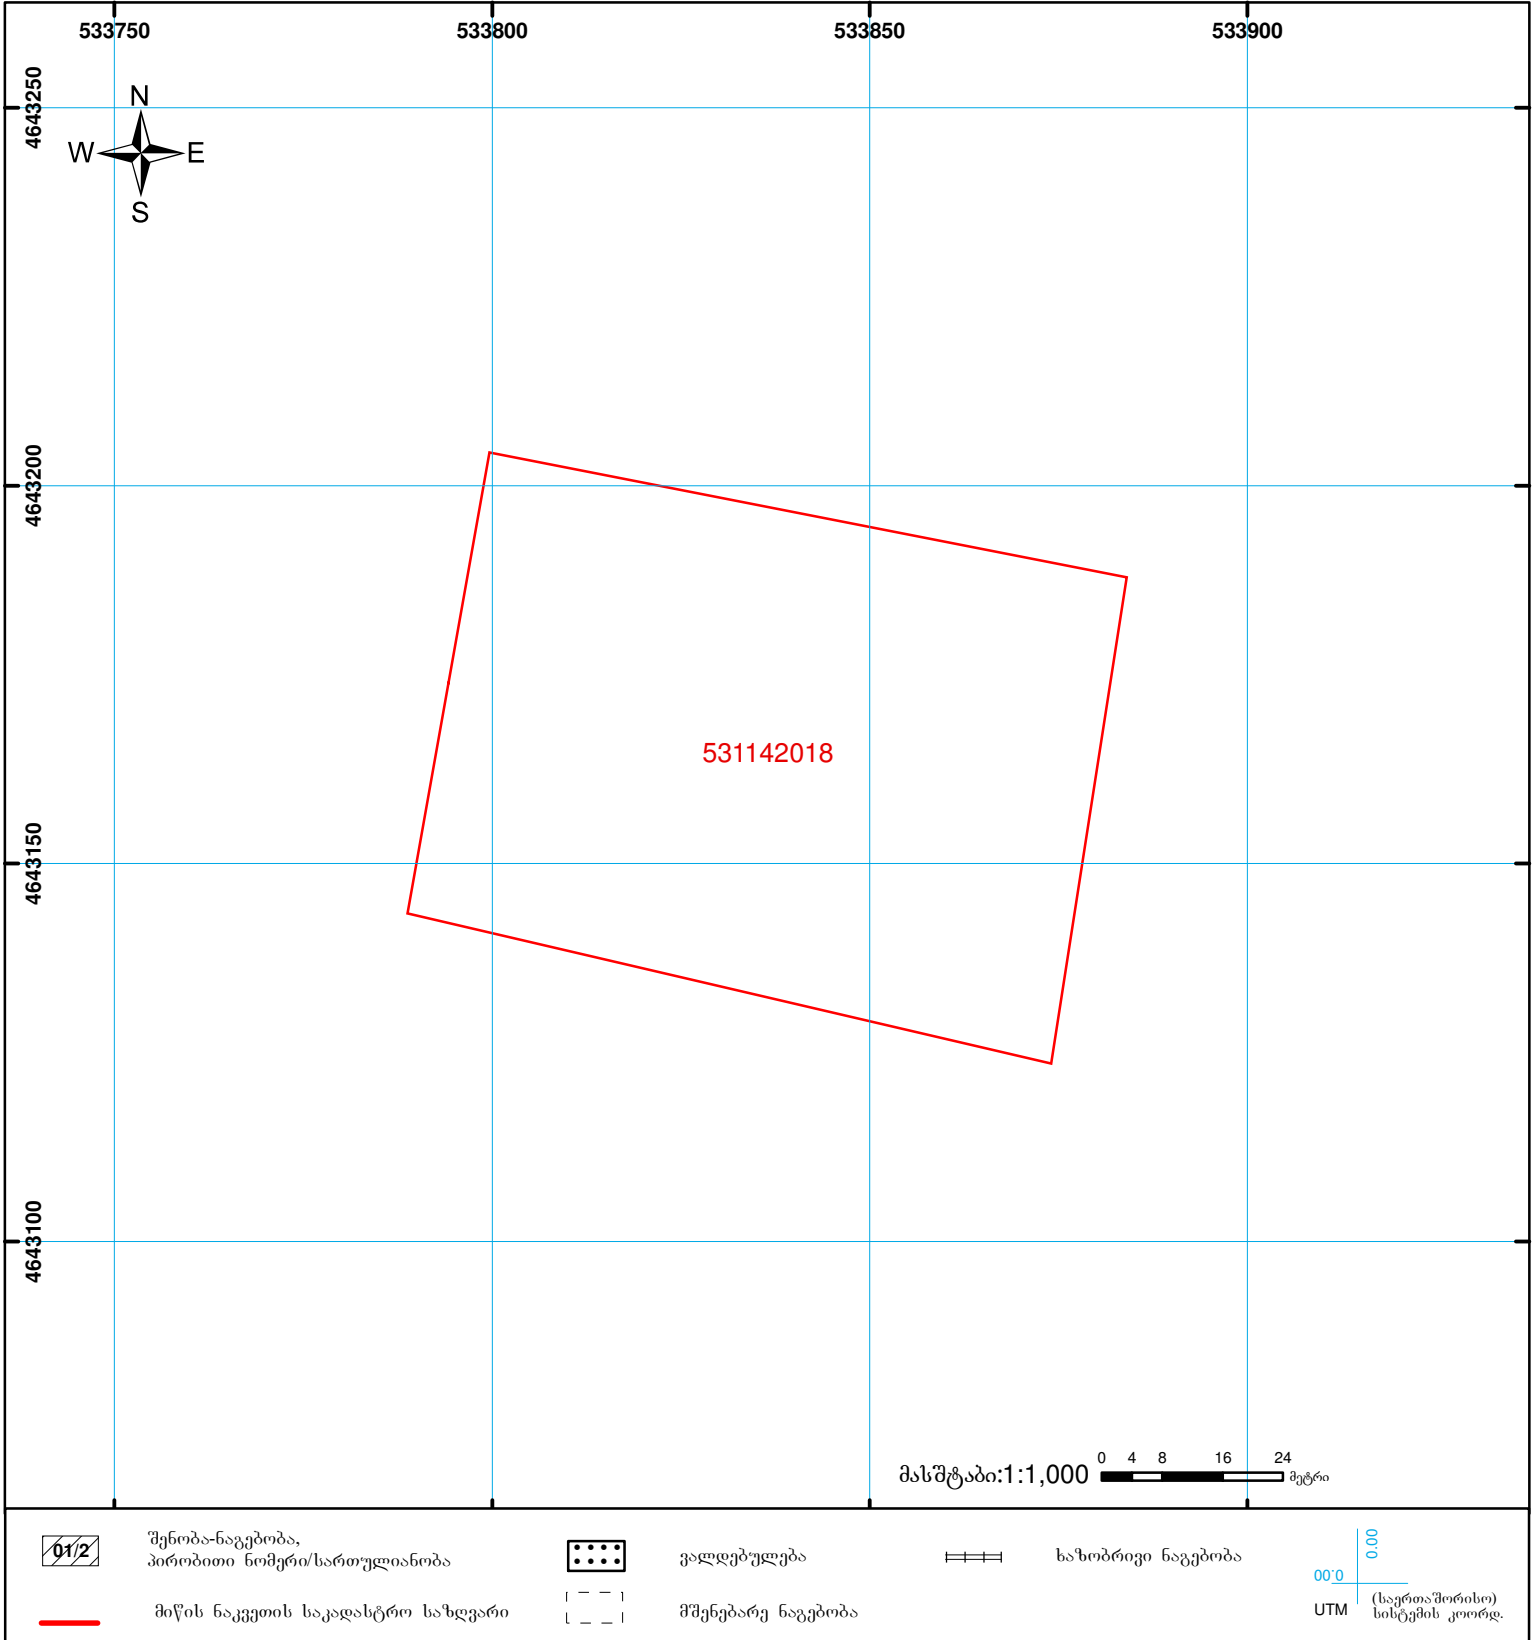 533750 533800 533850 533900
4643250
4643200
4643150
4643100
N
W E
S
531142018
მასშტაბი:1:1,000
0 4 8 16 24
მეტრი
01/2
შენობა-ნაგებობა,
პირობითი ნომერი/სართულიანობა
ვალდებულება
ხაზობრივი ნაგებობა
მიწის ნაკვეთის საკადასტრო საზღვარი
მშენებარე ნაგებობა
0.00
0.00
UTM
(საერთაშორისო)
სისტემის კოორდ.